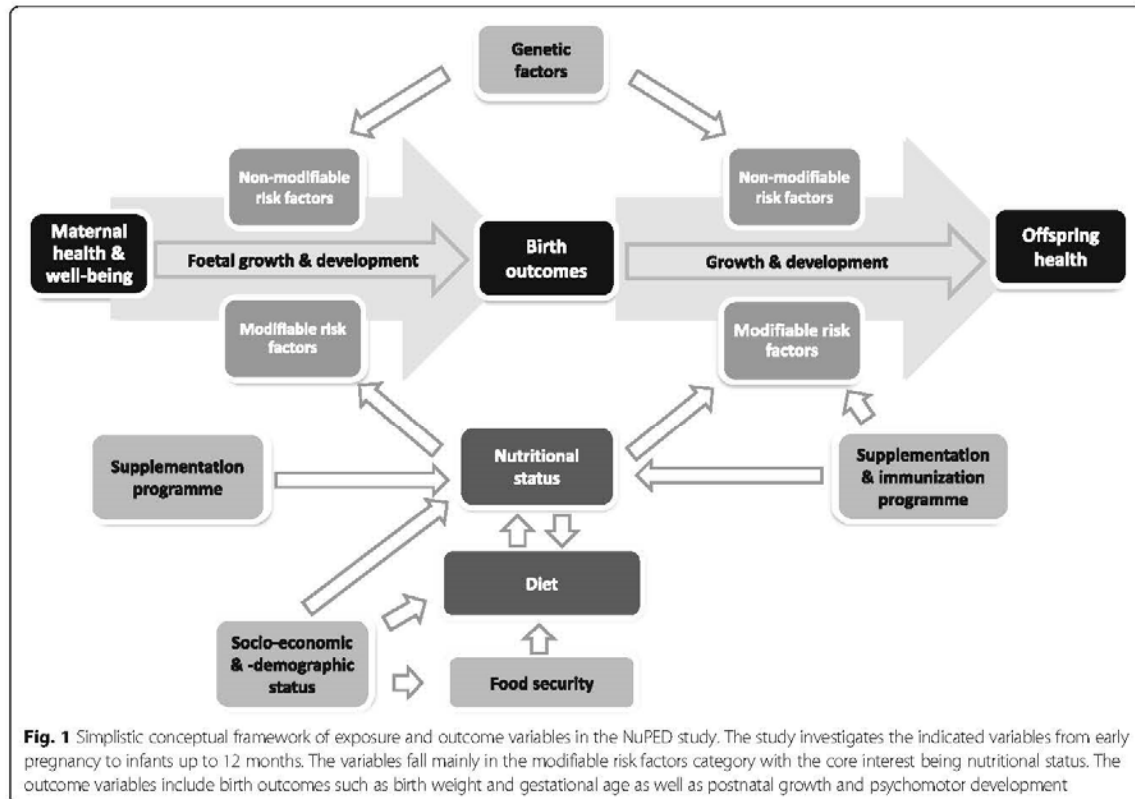 Genetic
factors
Non-modifiable
risk factors
Non-modifiable
risk factors
Maternal
health &
well-being
Foetal growth & development
Birth
outcomes
Growth & development
Offspring
health
Modifiable risk
factors
Modifiable risk
factors
Supplementation
programme
Nutritional
status
Supplementation
& immunization
programme
Diet
Socio-economic
& -demographic
status
Food security
Fig. 1 Simplistic conceptual framework of exposure and outcome variables in the NuPED study. The study investigates the indicated variables from early
pregnancy to infants up to 12 months. The variables fall mainly in the modifiable risk factors category with the core interest being nutritional status. The
outcome variables include birth outcomes such as birth weight and gestational age as well as postnatal growth and psychomotor development